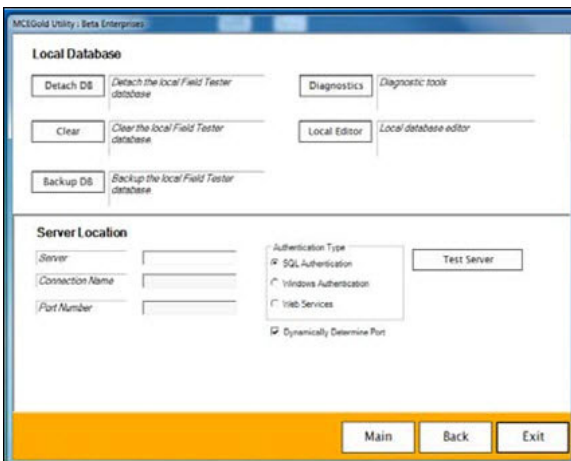 MCEGold Utility : Beta Enterprises
Local Database
Detach DB
Detach the local Field Tester
database
Diagnostics
Diagnostic tools
Clear
Clear the local Field Tester
database
Local Editor
Local database editor
Backup DB
Backup the local Field Tester
database
Server Location
Server
Connection Name
Port Number
Authentication Type
SQL Authentication
Windows Authentication
Web Services
Dynamically Determine Port
Test Server
Main
Back
Exit